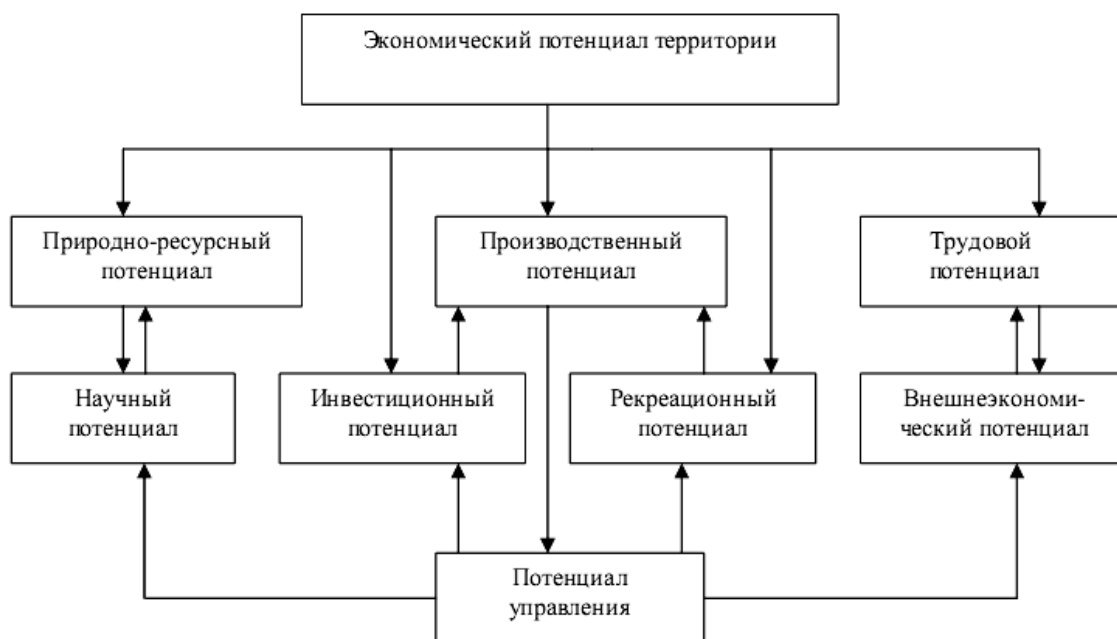 Экономический потенциал территории
Природно-ресурсный
потенциал
Производственный
потенциал
Трудовой
потенциал
Научный
потенциал
Инвестиционный
потенциал
Рекреационный
потенциал
Внешнеэкономи-
ческий потенциал
Потенциал
управления